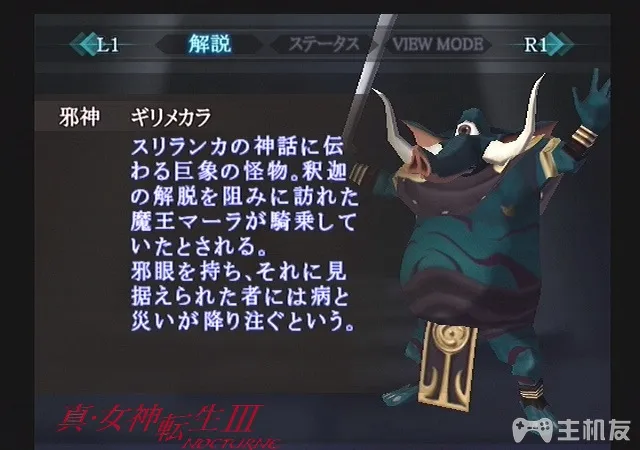 L1 解説 ステータス VIEW MODE R1
邪神 ギリメカラ
スリランカの神話に伝
わる巨象の怪物。釈迦
の解脱を阻みに訪れた
魔王マーラが騎乗して
いたとされる。
邪眼を持ち、それに見
据えられた者には病と
災いが降り注ぐという。
真・女神転生III
NOCTURNE
主机友